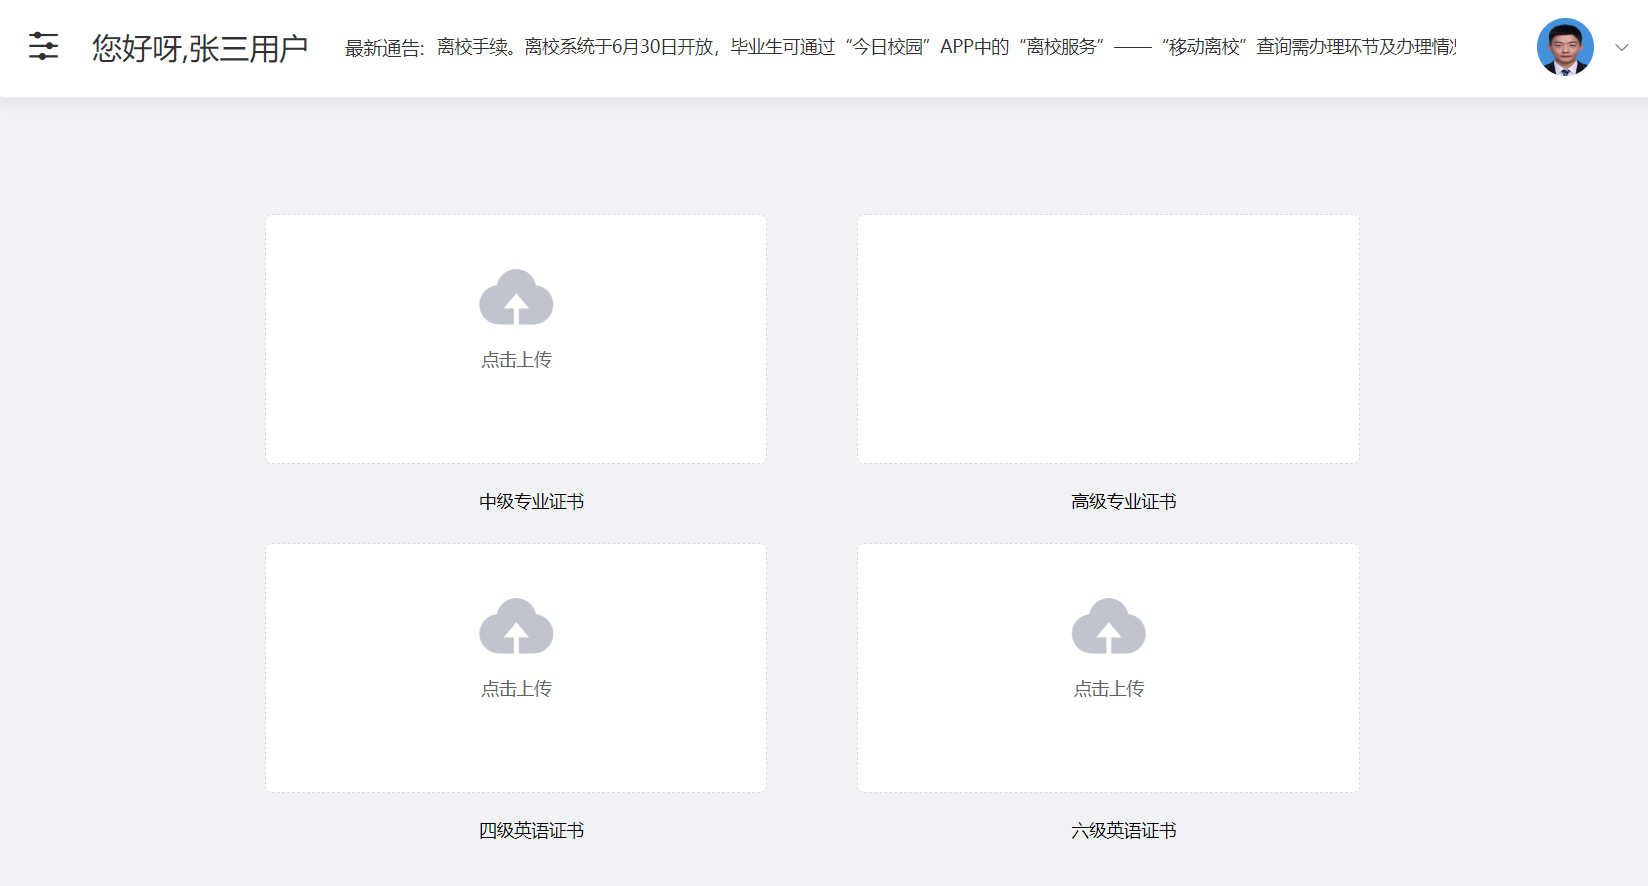 您好呀,张三用户
最新通告: 离校手续。离校系统于6月30日开放，毕业生可通过“今日校园”APP中的“离校服务”——“移动离校”查询需办理环节及办理情况
点击上传
中级专业证书
高级专业证书
点击上传
点击上传
四级英语证书
六级英语证书